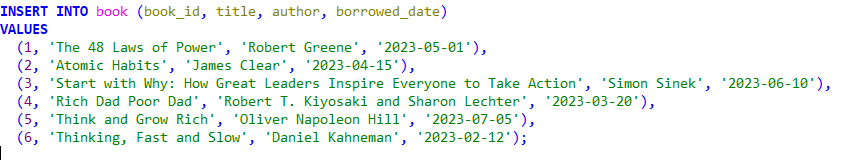 INSERT INTO book (book_id, title, author, borrowed_date)
VALUES
(1, 'The 48 Laws of Power', 'Robert Greene', '2023-05-01'),
(2, 'Atomic Habits', 'James Clear', '2023-04-15'),
(3, 'Start with Why: How Great Leaders Inspire Everyone to Take Action', 'Simon Sinek', '2023-06-10'),
(4, 'Rich Dad Poor Dad', 'Robert T. Kiyosaki and Sharon Lechter', '2023-03-20'),
(5, 'Think and Grow Rich', 'Oliver Napoleon Hill', '2023-07-05'),
(6, 'Thinking, Fast and Slow', 'Daniel Kahneman', '2023-02-12');